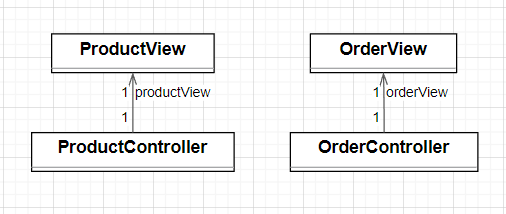 ProductView
OrderView
1 productView
1 orderView
1
1
ProductController
OrderController